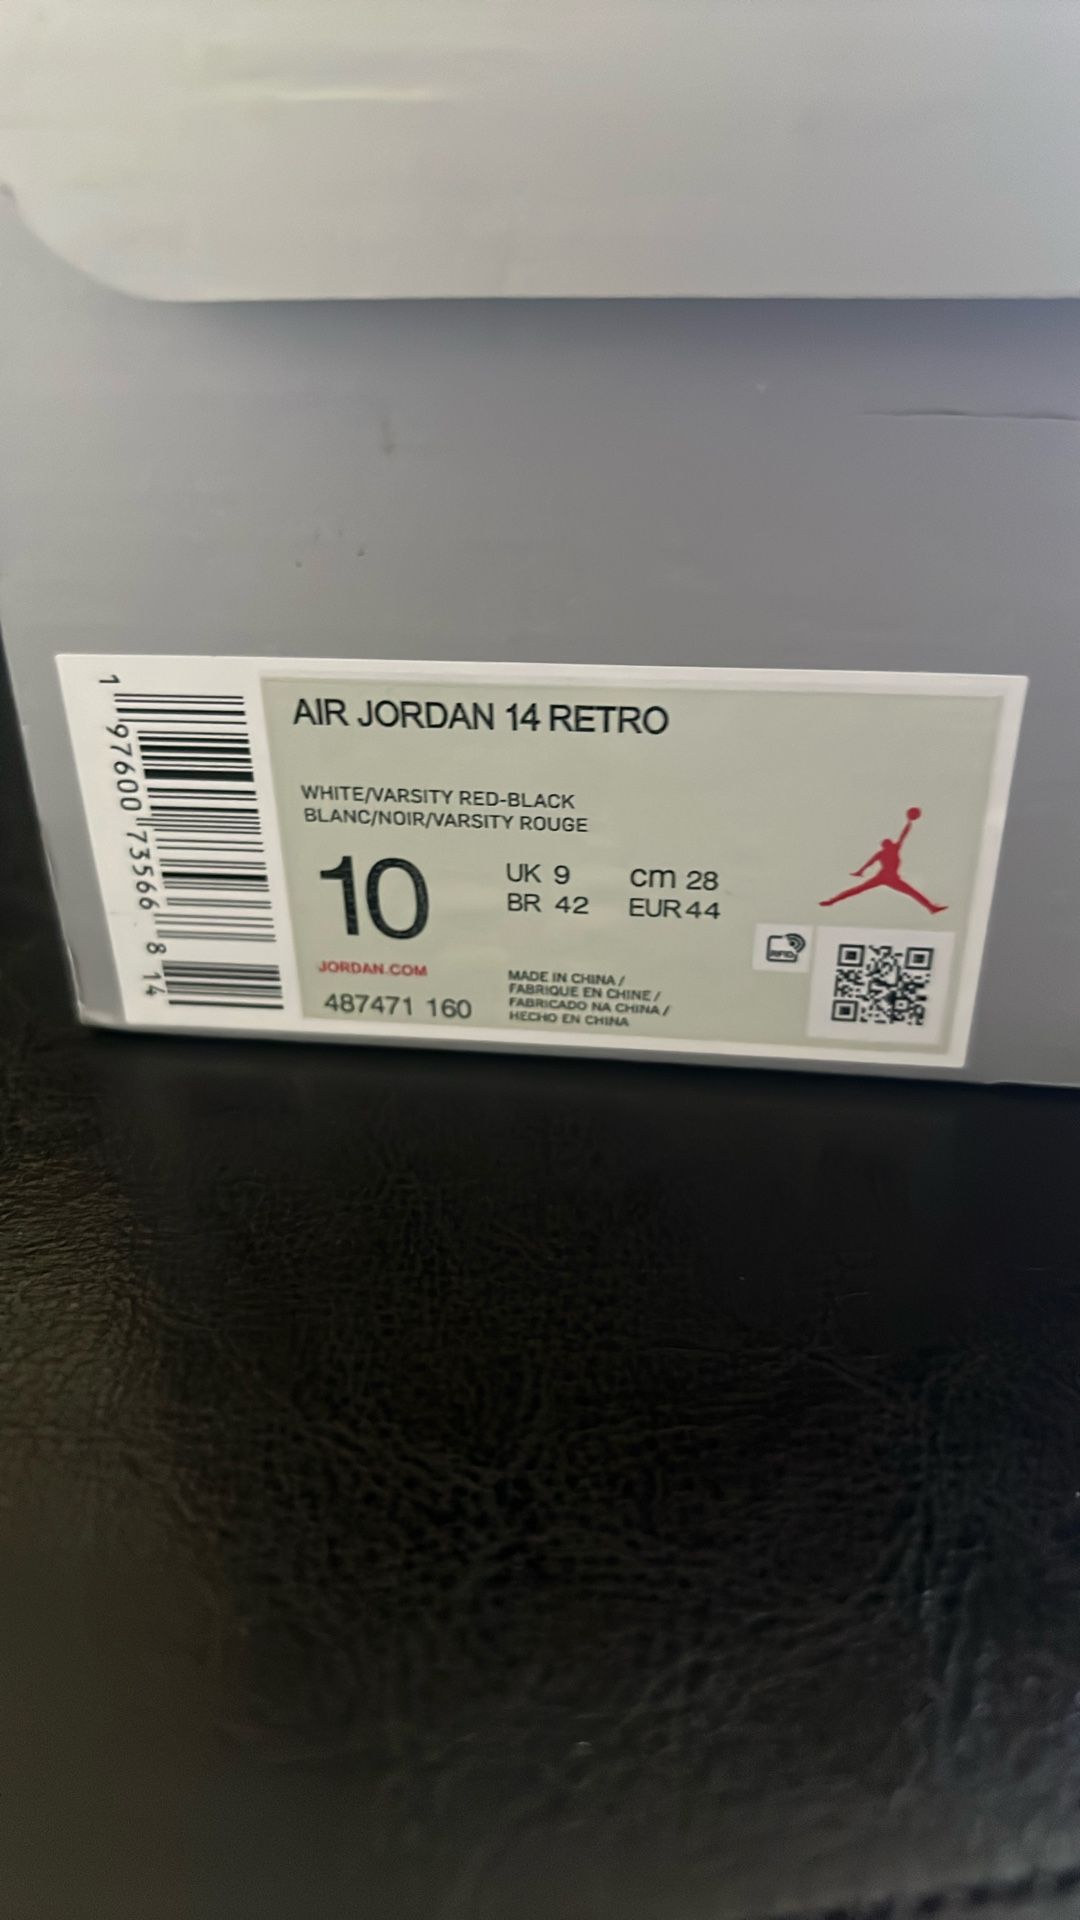 1 97600 73566 8 14
AIR JORDAN 14 RETRO
WHITE/VARSITY RED-BLACK
BLANC/NOIR/VARSITY ROUGE
10
UK 9 cm 28
BR 42 EUR 44
RFID
JORDAN.COM
487471 160
MADE IN CHINA /
FABRIQUE EN CHINE /
FABRICADO NA CHINA /
HECHO EN CHINA